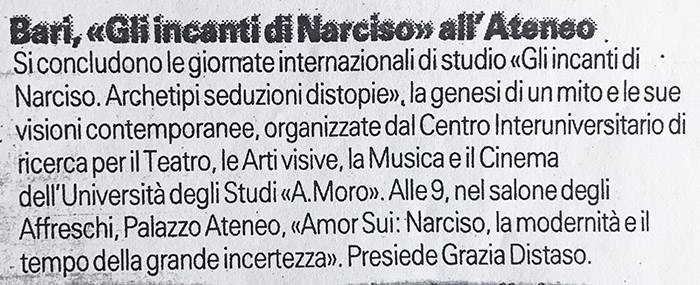 Bari, «Gli incanti di Narciso» all'Ateneo
Si concludono le giornate internazionali di studio «Gli incanti di
Narciso. Archetipi seduzioni distopie», la genesi di un mito e le sue
visioni contemporanee, organizzate dal Centro Interuniversitario di
ricerca per il Teatro, le Arti visive, la Musica e il Cinema
dell'Università degli Studi «A.Moro». Alle 9, nel salone degli
Affreschi, Palazzo Ateneo, «Amor Sui: Narciso, la modernità e il
tempo della grande incertezza». Presiede Grazia Distaso.